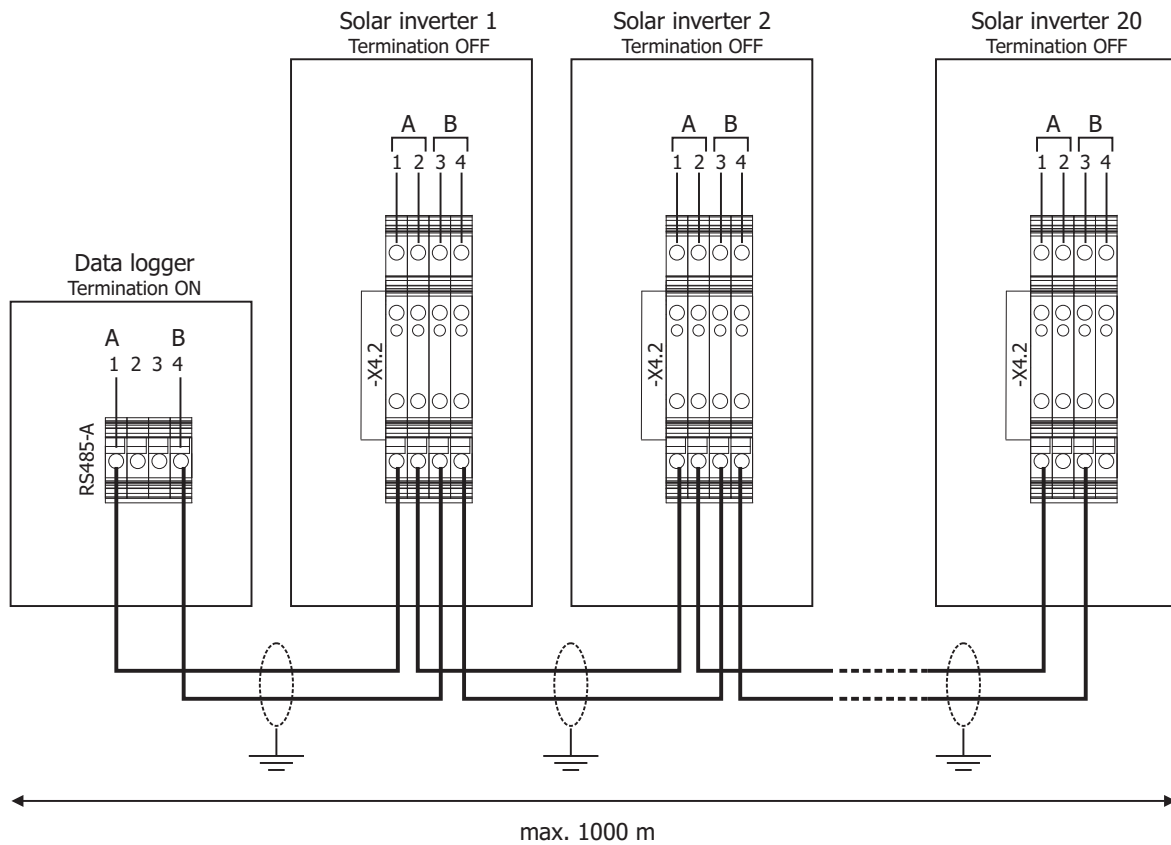 Solar inverter 1
Termination OFF
Solar inverter 2
Termination OFF
Solar inverter 20
Termination OFF
A B
1 2 3 4
A B
1 2 3 4
A B
1 2 3 4
Data logger
Termination ON
A B
1 2 3 4
RS485-A
-X4.2
-X4.2
-X4.2
max. 1000 m